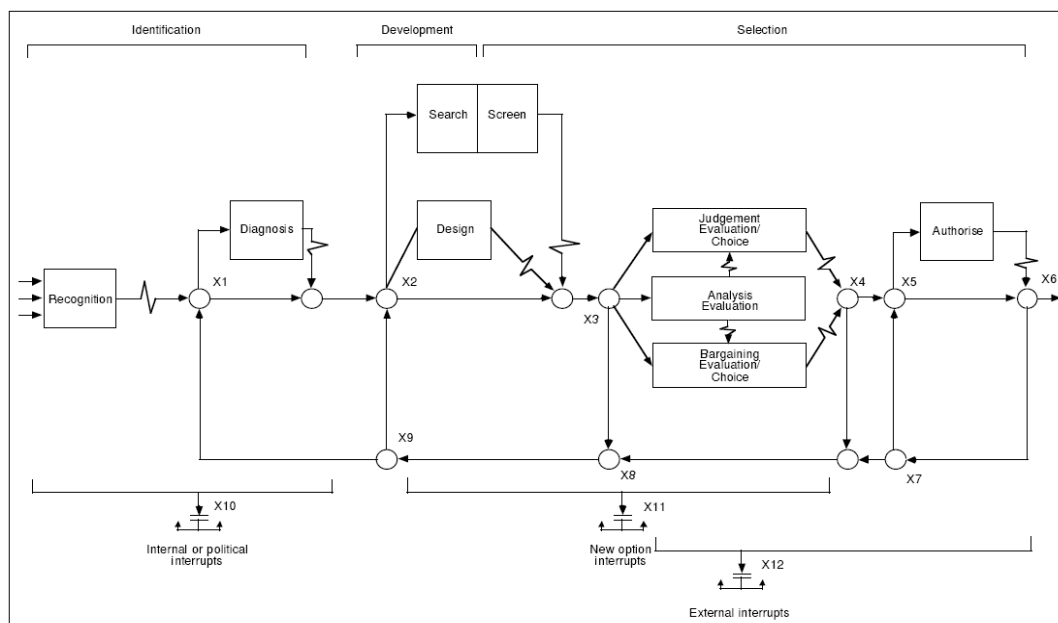 Identification
Development
Selection
Search
Screen
Diagnosis
Design
Judgement
Evaluation/
Choice
Authorise
Recognition
X1
X2
X3
Analysis
Evaluation
X4
X5
X6
Bargaining
Evaluation/
Choice
X9
X8
X7
X10
X11
Internal or political
interrupts
New option
interrupts
X12
External interrupts